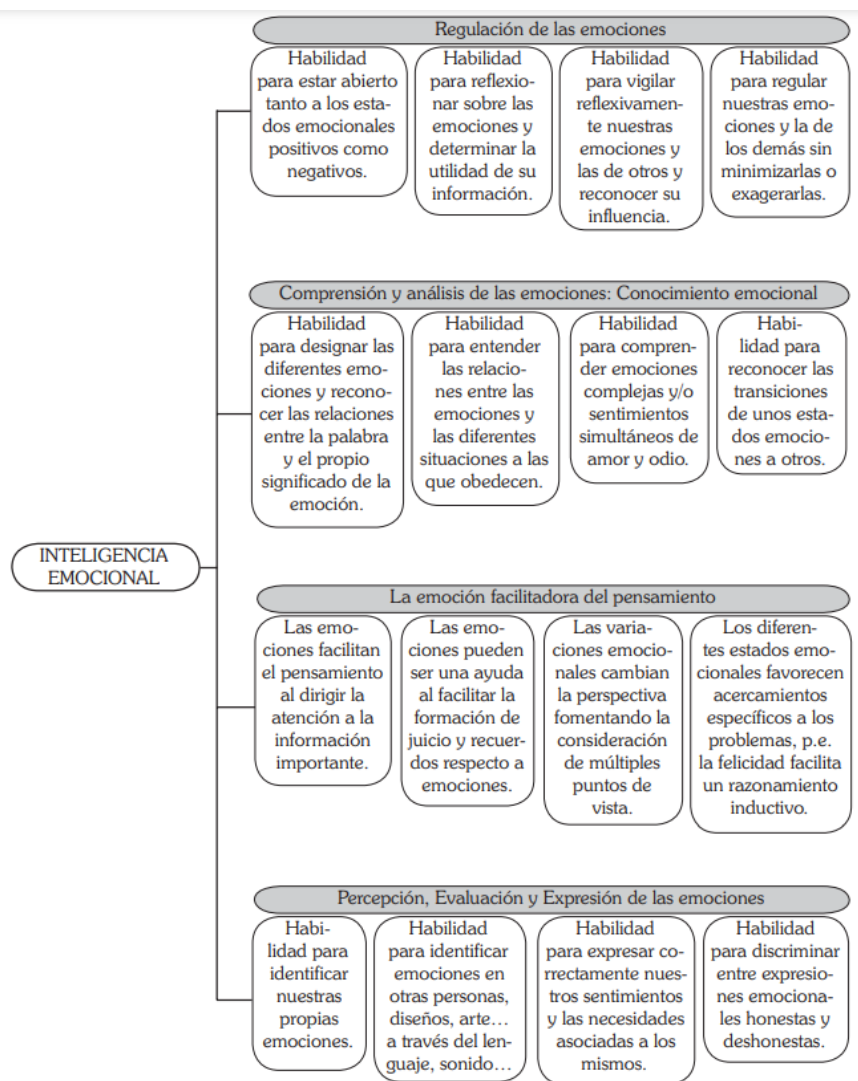 Regulación de las emociones
Habilidad
para estar abierto
tanto a los esta-
dos emocionales
positivos como
negativos.
Habilidad
para reflexio-
nar sobre las
emociones y
determinar la
utilidad de su
información.
Habilidad
para vigilar
reflexivamen-
te nuestras
emociones y
las de otros y
reconocer su
influencia.
Habilidad
para regular
nuestras emo-
ciones y la de
los demás sin
minimizarlas o
exagerarlas.
Comprensión y análisis de las emociones: Conocimiento emocional
Habilidad
para designar las
diferentes emo-
ciones y recono-
cer las relaciones
entre la palabra
y el propio
significado de la
emoción.
Habilidad
para entender
las relacio-
nes entre las
emociones y
las diferentes
situaciones a las
que obedecen.
Habilidad
para compren-
der emociones
complejas y/o
sentimientos
simultáneos de
amor y odio.
Habi-
lidad para
reconocer las
transiciones
de unos esta-
dos emocio-
nes a otros.
INTELIGENCIA
EMOCIONAL
La emoción facilitadora del pensamiento
Las emo-
ciones facilitan
el pensamiento
al dirigir la
atención a la
información
importante.
Las emo-
ciones pueden
ser una ayuda
al facilitar la
formación de
juicio y recuer-
dos respecto a
emociones.
Las varia-
ciones emocio-
nales cambian
la perspectiva
fomentando la
consideración
de múltiples
puntos de
vista.
Los diferen-
tes estados emo-
cionales favorecen
acercamientos
específicos a los
problemas, p.e.
la felicidad facilita
un razonamiento
inductivo.
Percepción, Evaluación y Expresión de las emociones
Habi-
lidad para
identificar
nuestras
propias
emociones.
Habilidad
para identificar
emociones en
otras personas,
diseños, arte…
a través del len-
guaje, sonido…
Habilidad
para expresar co-
rrectamente nues-
tros sentimientos
y las necesidades
asociadas a los
mismos.
Habilidad
para discriminar
entre expresio-
nes emociona-
les honestas y
deshonestas.